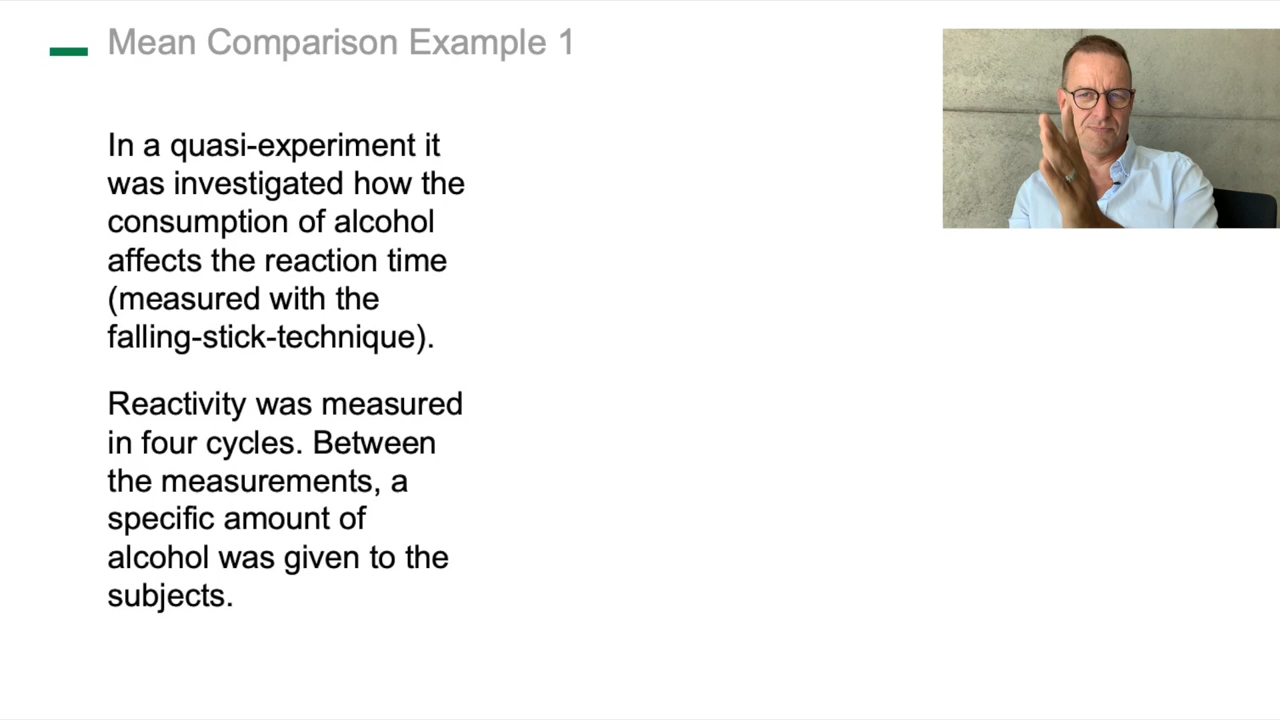 Mean Comparison Example 1
In a quasi-experiment it
was investigated how the
consumption of alcohol
affects the reaction time
(measured with the
falling-stick-technique).
Reactivity was measured
in four cycles. Between
the measurements, a
specific amount of
alcohol was given to the
subjects.